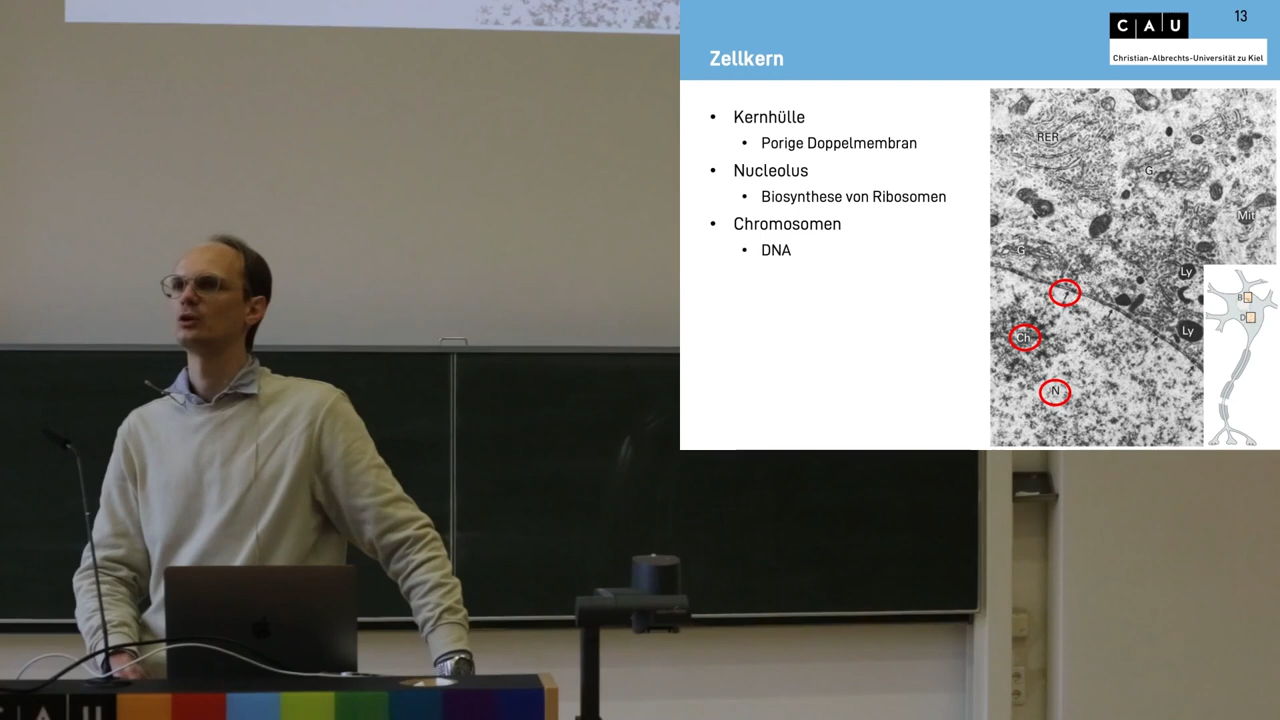 13
C A U
Christian-Albrechts-Universität zu Kiel
Zellkern
• Kernhülle
• Porige Doppelmembran
• Nucleolus
• Biosynthese von Ribosomen
• Chromosomen
• DNA
RER
G
Mit
G
Ly
B
D
Ly
Ch
N
C A U